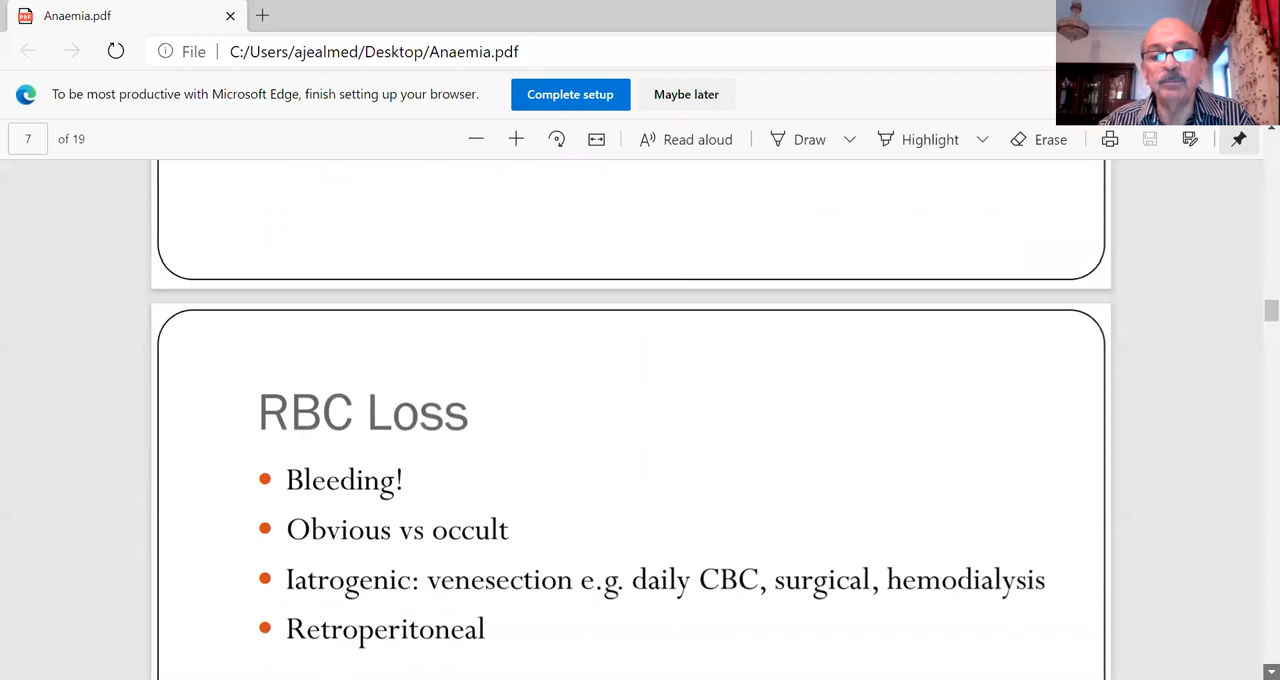 Anaemia.pdf
File | C:/Users/ajealmed/Desktop/Anaemia.pdf
To be most productive with Microsoft Edge, finish setting up your browser. Complete setup Maybe later
7 of 19 Read aloud Draw Highlight Erase
RBC Loss
• Bleeding!
• Obvious vs occult
• Iatrogenic: venesection e.g. daily CBC, surgical, hemodialysis
• Retroperitoneal